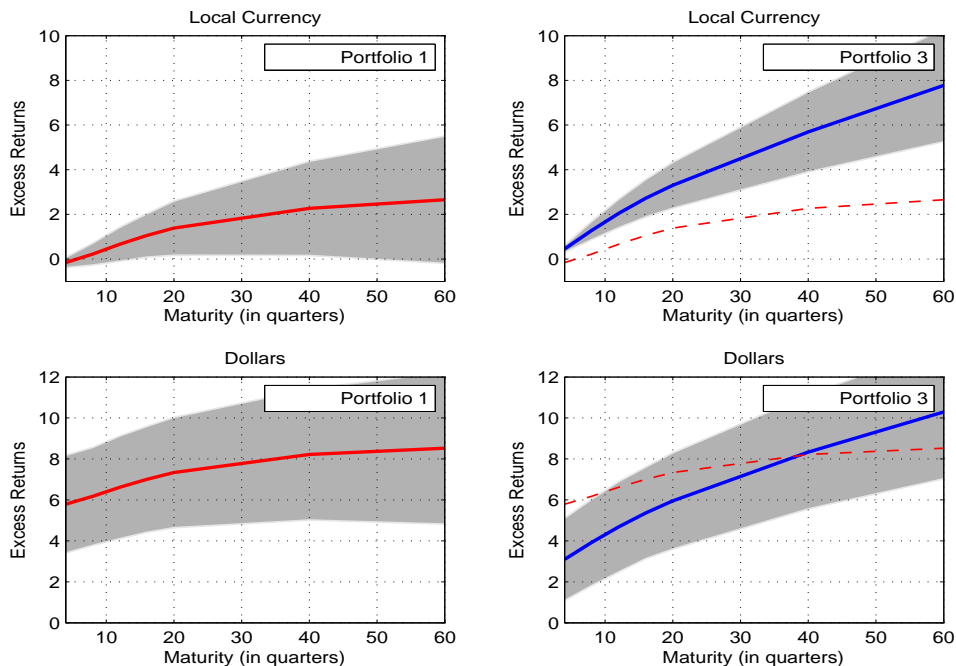 Local Currency
Portfolio 1
Excess Returns
10
8
6
4
2
0
10 20 30 40 50 60
Maturity (in quarters)
Local Currency
Portfolio 3
Excess Returns
10
8
6
4
2
0
10 20 30 40 50 60
Maturity (in quarters)
Dollars
Portfolio 1
Excess Returns
12
10
8
6
4
2
0
10 20 30 40 50 60
Maturity (in quarters)
Dollars
Portfolio 3
Excess Returns
12
10
8
6
4
2
0
10 20 30 40 50 60
Maturity (in quarters)